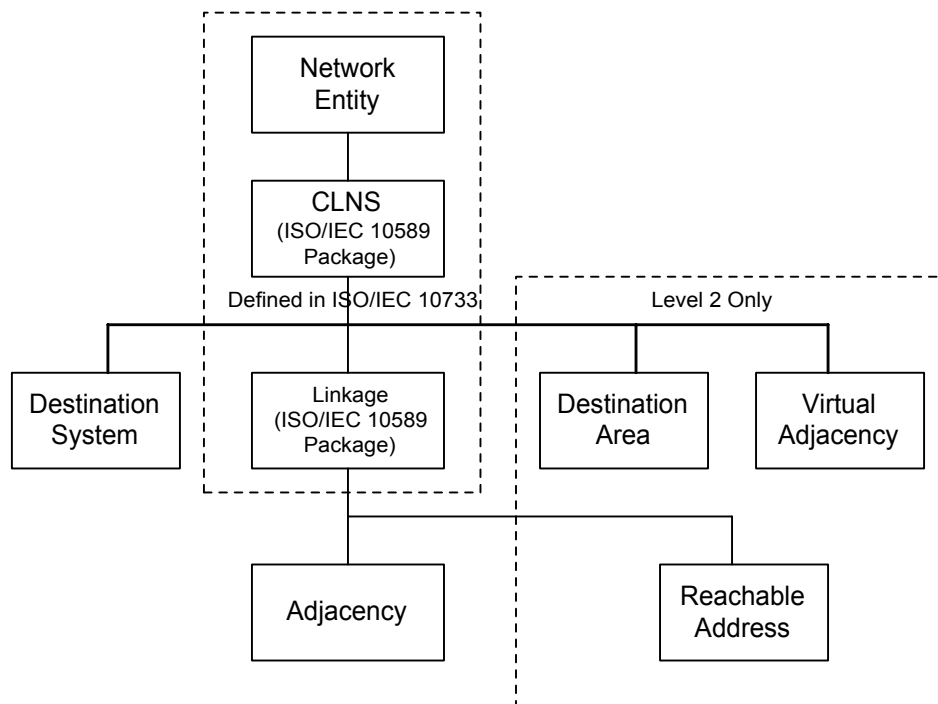 Network
Entity
CLNS
(ISO/IEC 10589
Package)
Defined in ISO/IEC 10733
Level 2 Only
Destination
System
Linkage
(ISO/IEC 10589
Package)
Destination
Area
Virtual
Adjacency
Adjacency
Reachable
Address